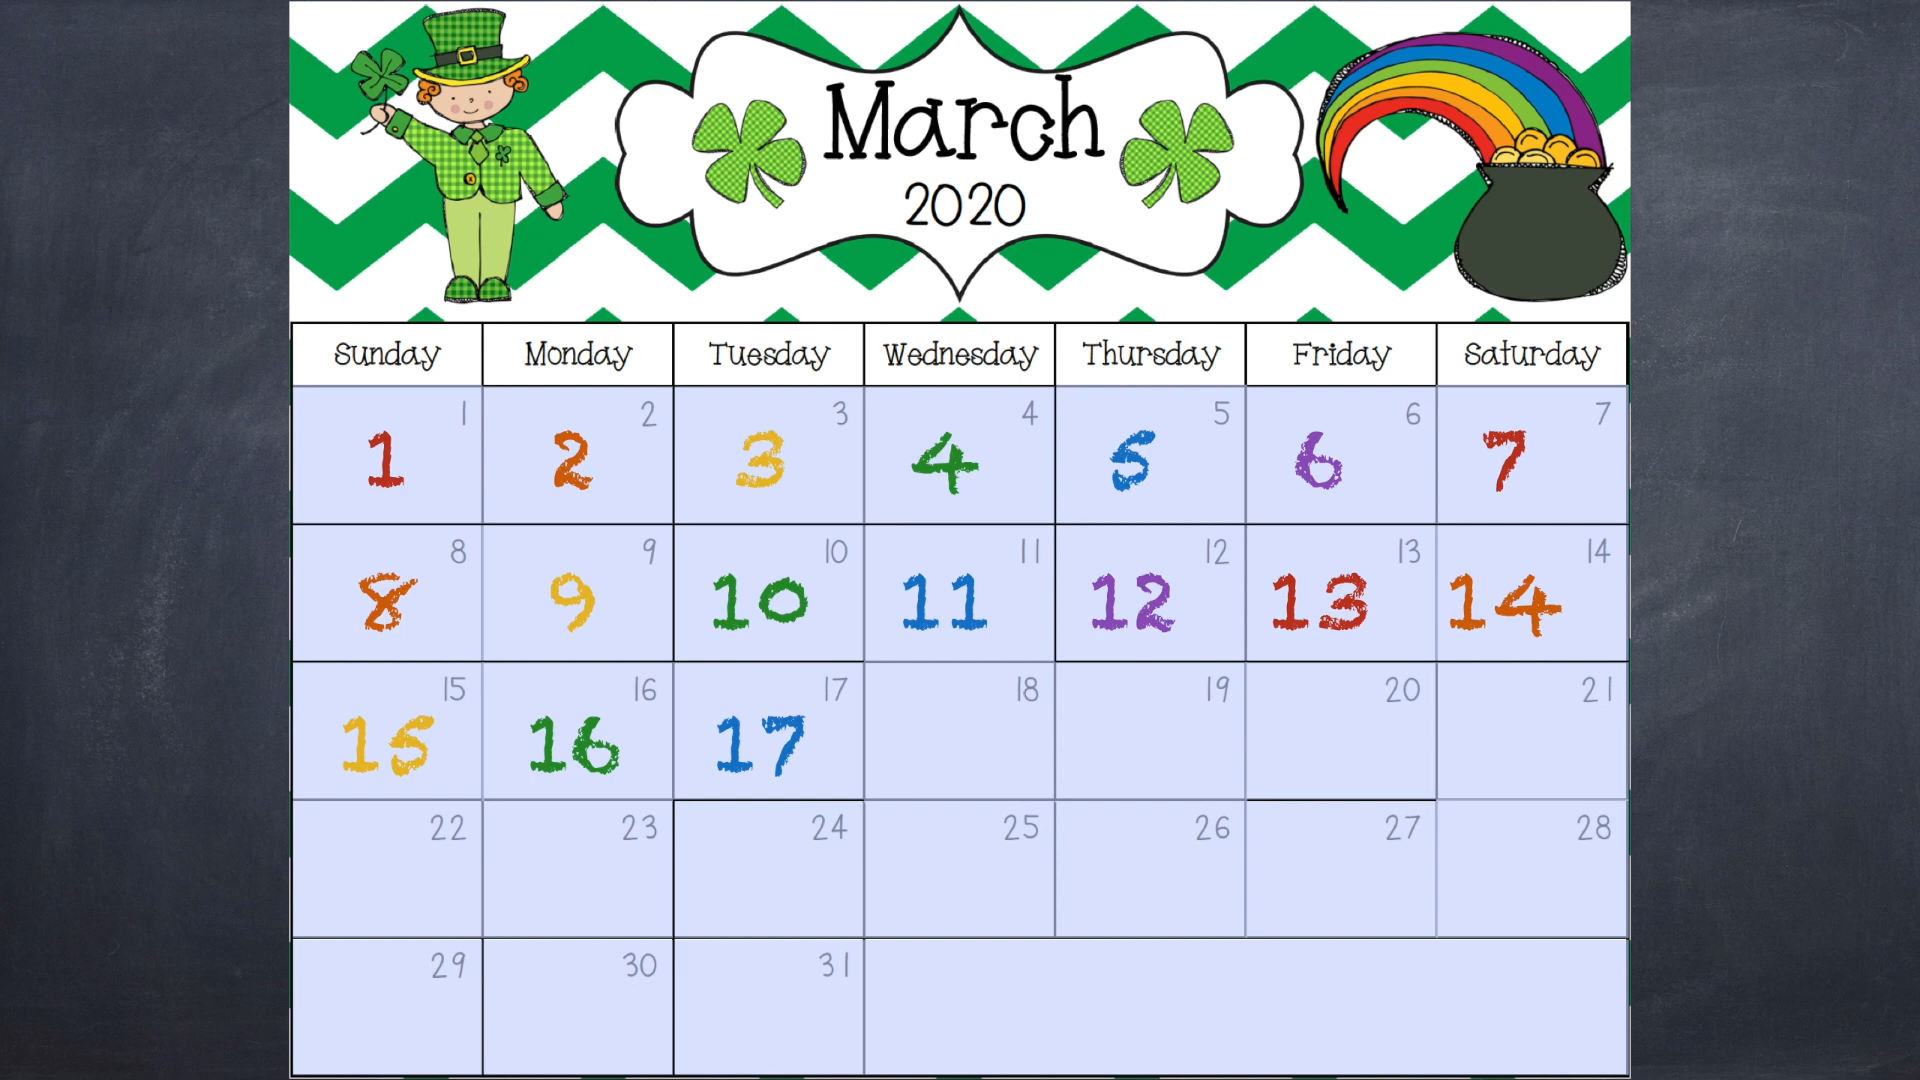 March
2020
Sunday Monday Tuesday Wednesday Thursday Friday Saturday
1 2 3 4 5 6 7
1 2 3 4 5 6 7
8 9 10 11 12 13 14
8 9 10 11 12 13 14
15 16 17 18 19 20 21
15 16 17
22 23 24 25 26 27 28
29 30 31